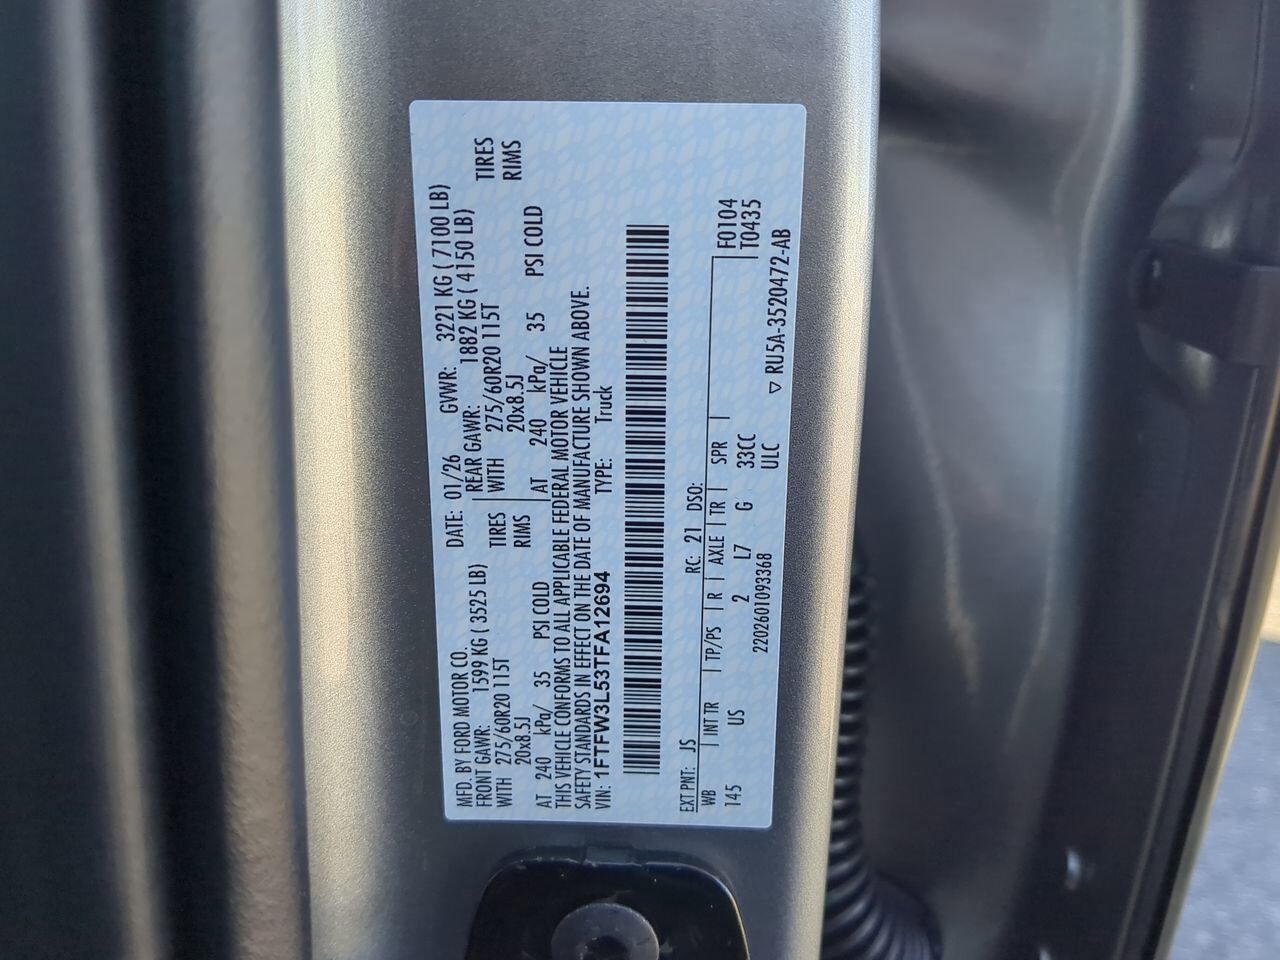 MFD. BY FORD MOTOR CO. DATE: 01/26 GVWR: 3221 KG ( 7100 LB)
FRONT GAWR: 1599 KG ( 3525 LB) REAR GAWR: 1882 KG ( 4150 LB)
WITH 275/60R20 115T TIRES WITH 275/60R20 115T TIRES
20x8.5J RIMS 20x8.5J RIMS
AT 240 kPa/ 35 PSI COLD AT 240 kPa/ 35 PSI COLD
THIS VEHICLE CONFORMS TO ALL APPLICABLE FEDERAL MOTOR VEHICLE
SAFETY STANDARDS IN EFFECT ON THE DATE OF MANUFACTURE SHOWN ABOVE.
VIN: 1FTFW3L53TFA12694 TYPE: Truck
EXT PNT: JS RC: 21 DSO: F0104
WB INT TR TP/PS R AXLE TR SPR T0435
145 US 2 L7 G 33CC ▽ RU5A-3520472-AB
2202601093368 ULC